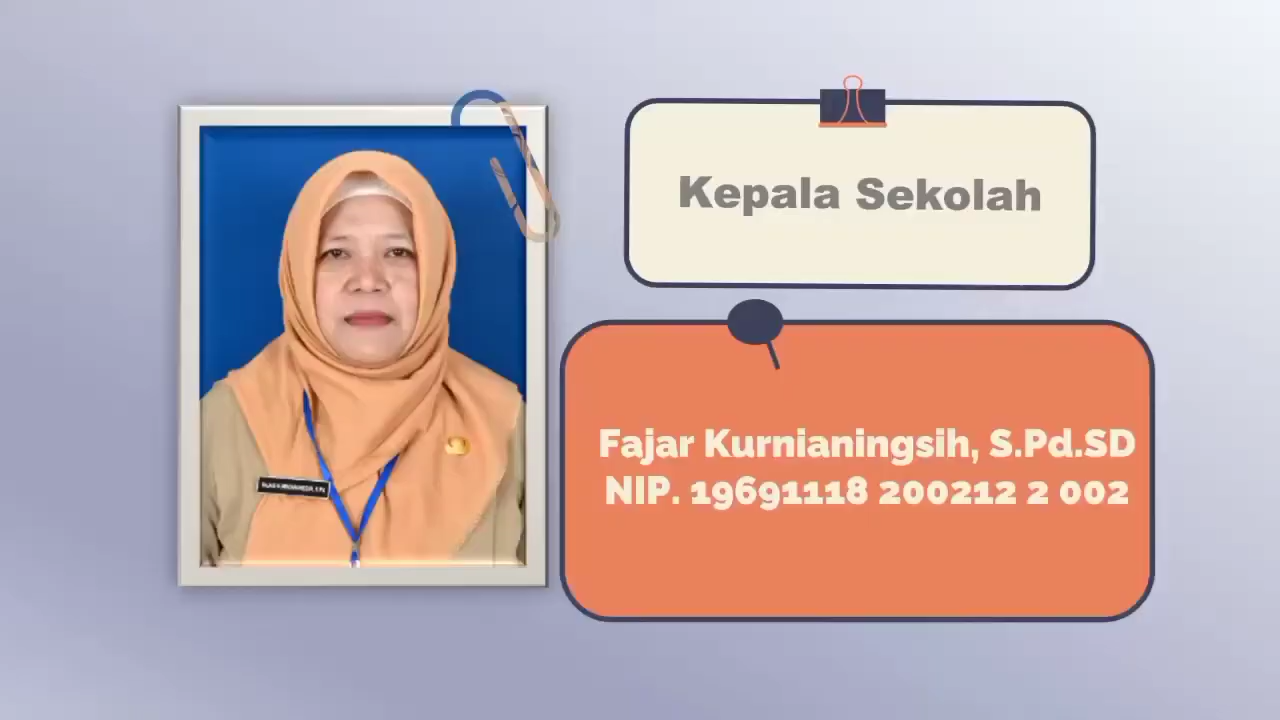 Kepala Sekolah
Fajar Kurnianingsih, S.Pd.SD
NIP. 19691118 200212 2 002